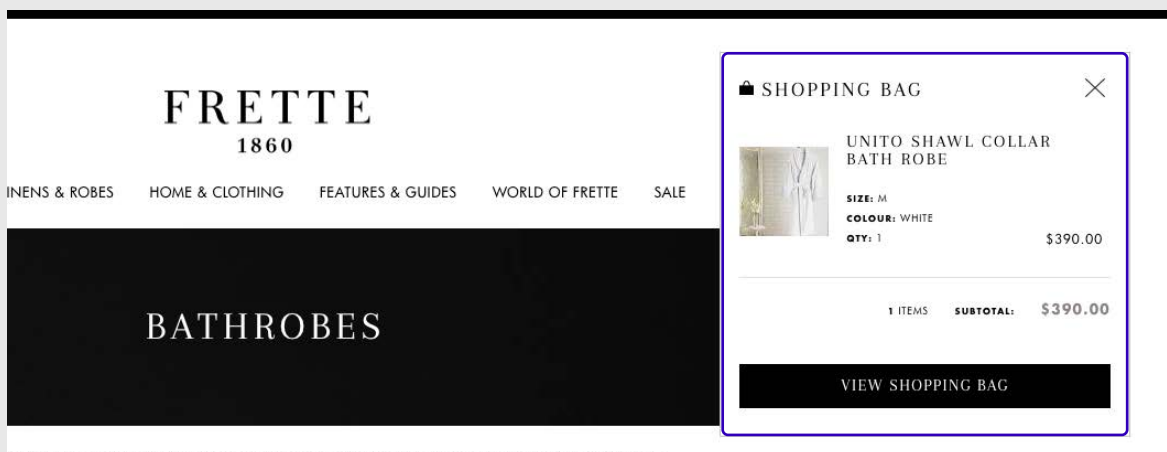 FRETTE
1860
INENS & ROBES HOME & CLOTHING FEATURES & GUIDES WORLD OF FRETTE SALE
BATHROBES
SHOPPING BAG
UNITO SHAWL COLLAR
BATH ROBE
SIZE: M
COLOUR: WHITE
QTY: 1 $390.00
1 ITEMS SUBTOTAL: $390.00
VIEW SHOPPING BAG